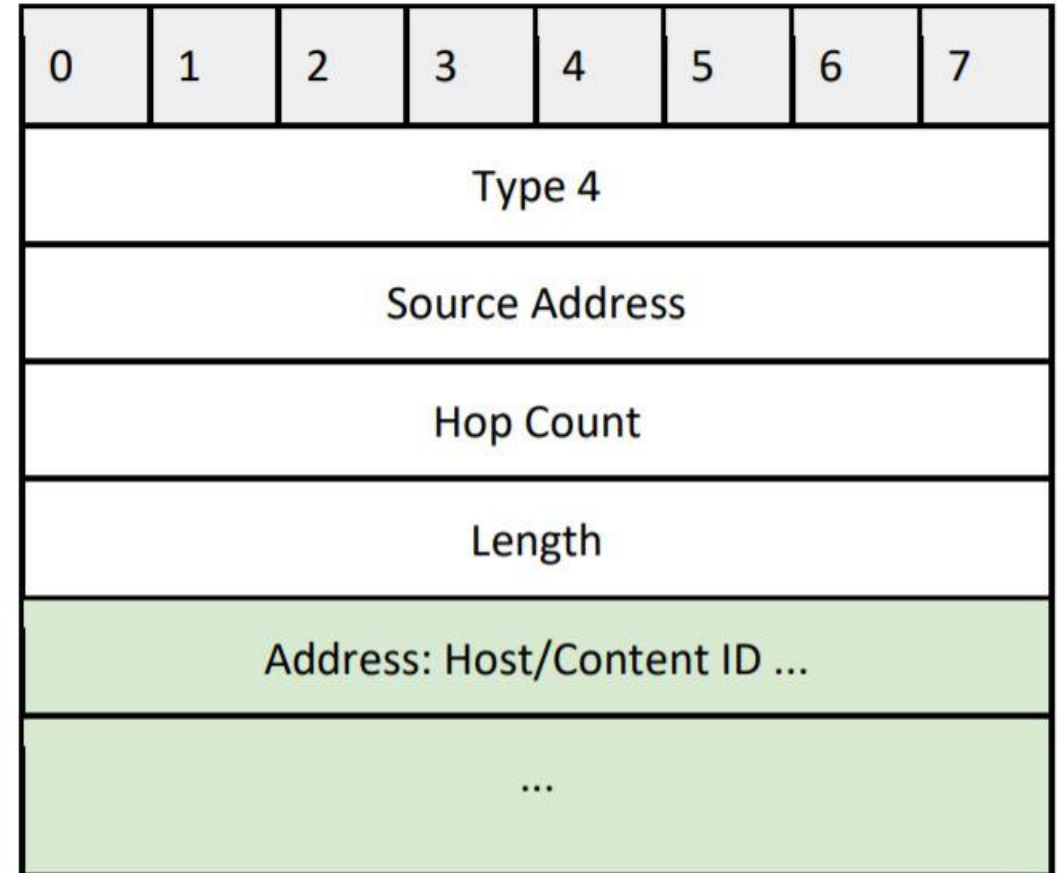 0 1 2 3 4 5 6 7
Type 4
Source Address
Hop Count
Length
Address: Host/Content ID ...
...